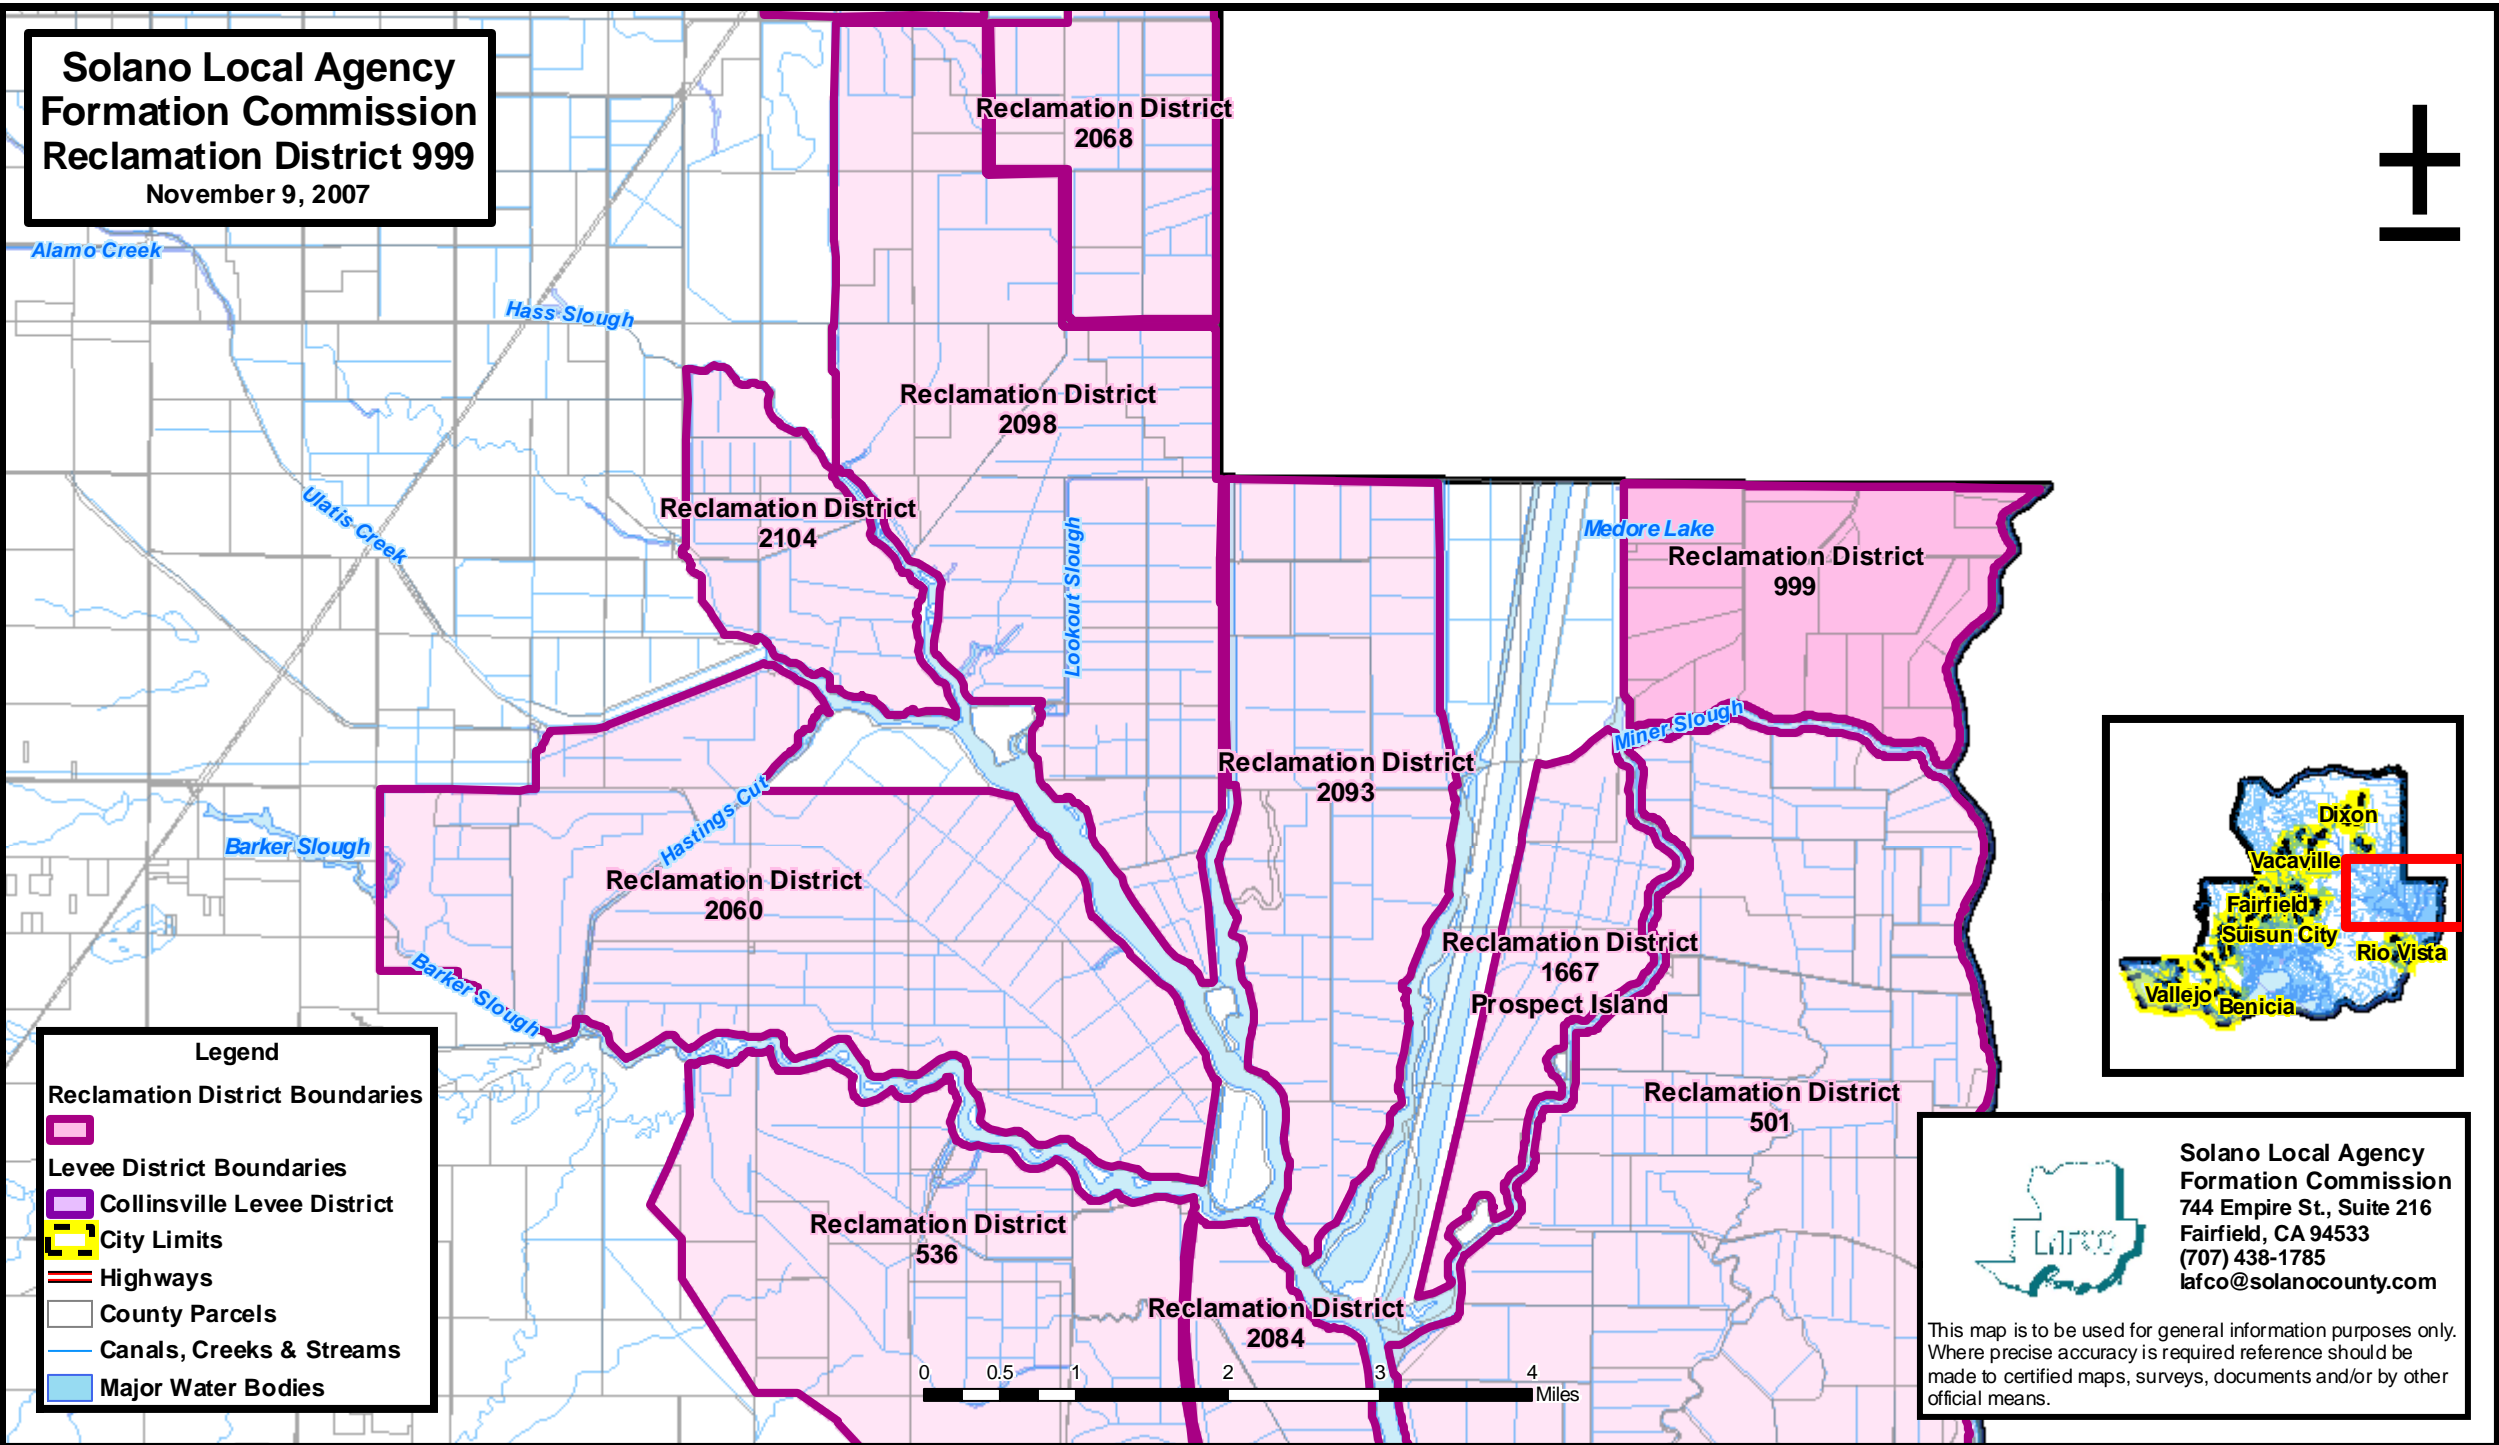 Solano Local Agency
Formation Commission
Reclamation District 999
November 9, 2007
Reclamation District
2068
Alamo Creek
Hass Slough
Reclamation District
2098
Ulatis Creek
Reclamation District
2104
Lookout Slough
Medore Lake
Reclamation District
999
Miner Slough
Reclamation District
2093
Hastings Cut
Barker Slough
Reclamation District
2060
Barker Slough
Reclamation District
1667
Prospect Island
Reclamation District
501
Reclamation District
536
Reclamation District
2084
0 0.5 1 2 3 4
Miles
Dixon
Vacaville
Fairfield
Suisun City
Rio Vista
Vallejo
Benicia
Legend
Reclamation District Boundaries
Levee District Boundaries
Collinsville Levee District
City Limits
Highways
County Parcels
Canals, Creeks & Streams
Major Water Bodies
Solano Local Agency
Formation Commission
744 Empire St., Suite 216
Fairfield, CA 94533
(707) 438-1785
lafco@solanocounty.com
This map is to be used for general information purposes only.
Where precise accuracy is required reference should be
made to certified maps, surveys, documents and/or by other
official means.